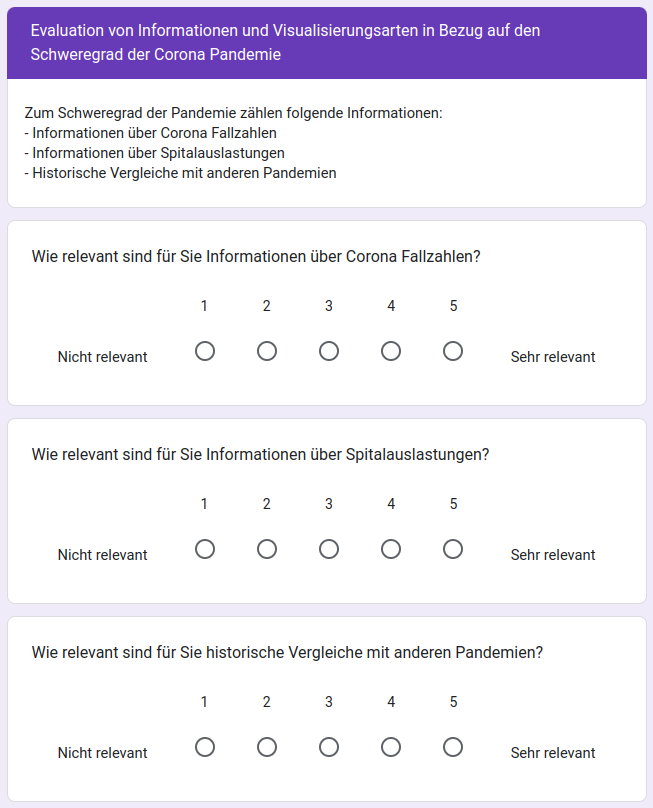 Evaluation von Informationen und Visualisierungsarten in Bezug auf den
Schweregrad der Corona Pandemie
Zum Schweregrad der Pandemie zählen folgende Informationen:
- Informationen über Corona Fallzahlen
- Informationen über Spitalauslastungen
- Historische Vergleiche mit anderen Pandemien
Wie relevant sind für Sie Informationen über Corona Fallzahlen?
1 2 3 4 5
Nicht relevant Sehr relevant
Wie relevant sind für Sie Informationen über Spitalauslastungen?
1 2 3 4 5
Nicht relevant Sehr relevant
Wie relevant sind für Sie historische Vergleiche mit anderen Pandemien?
1 2 3 4 5
Nicht relevant Sehr relevant